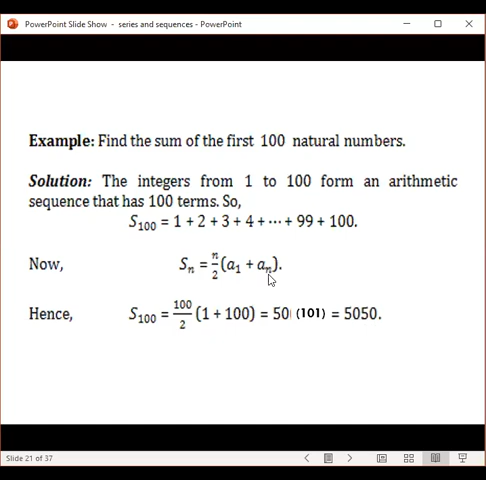 PowerPoint Slide Show - series and sequences - PowerPoint
Example: Find the sum of the first 100 natural numbers.
Solution: The integers from 1 to 100 form an arithmetic
sequence that has 100 terms. So,
S₁₀₀ = 1 + 2 + 3 + 4 + ⋯ + 99 + 100.
Now, Sₙ = n/2 (a₁ + aₙ).
Hence, S₁₀₀ = 100/2 (1 + 100) = 50 (101) = 5050.
Slide 21 of 37